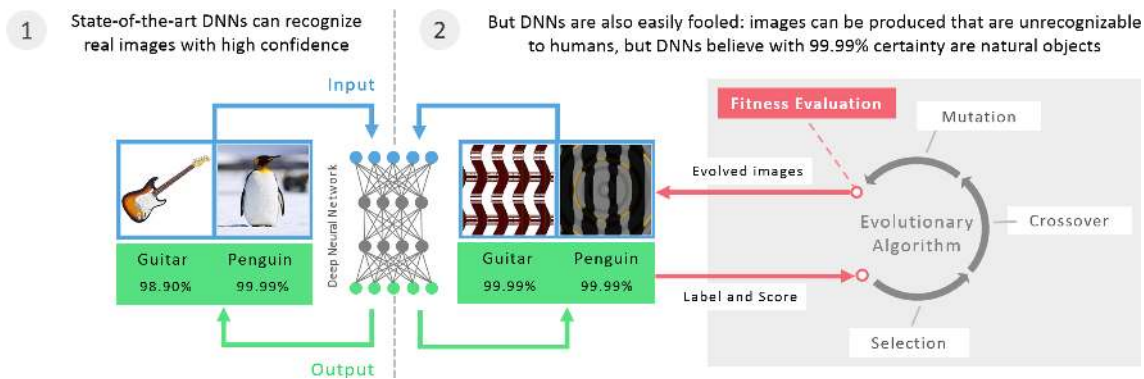 1
State-of-the-art DNNs can recognize
real images with high confidence
2
But DNNs are also easily fooled: images can be produced that are unrecognizable
to humans, but DNNs believe with 99.99% certainty are natural objects
Input
Deep Neural Network
Guitar Penguin
98.90% 99.99%
Output
Guitar Penguin
99.99% 99.99%
Evolved images
Label and Score
Fitness Evaluation
Mutation
Evolutionary
Algorithm
Crossover
Selection